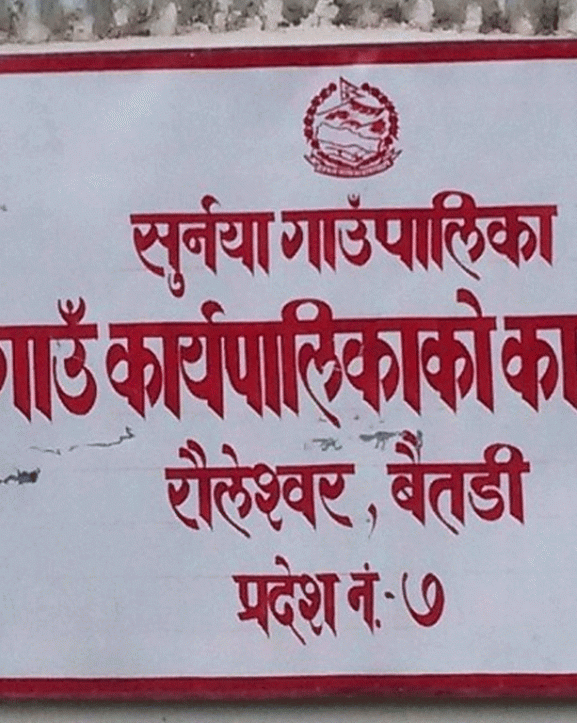 सुर्नया गाउँपालिका
गाउँ कार्यपालिकाको का
रौलेश्वर , बैतडी
प्रदेश नं.-७